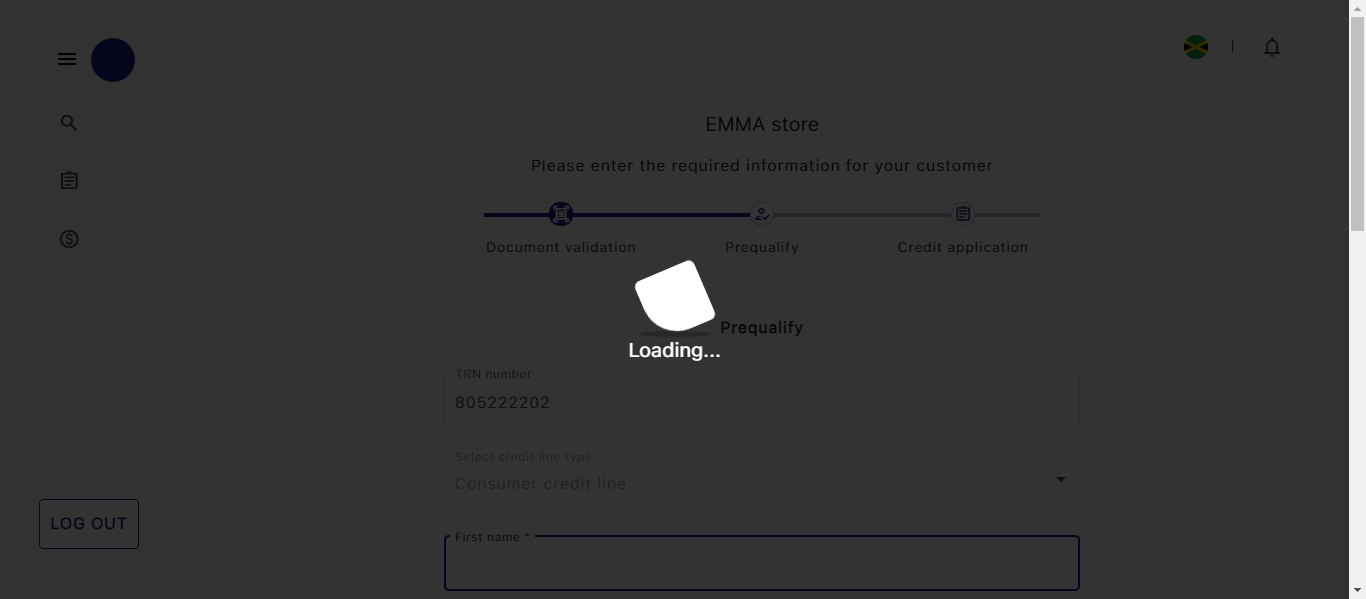 EMMA store
Please enter the required information for your customer
Document validation
Prequalify
Credit application
Prequalify
Loading...
TRN number
805222202
Select credit line type
Consumer credit line
First name *
LOG OUT